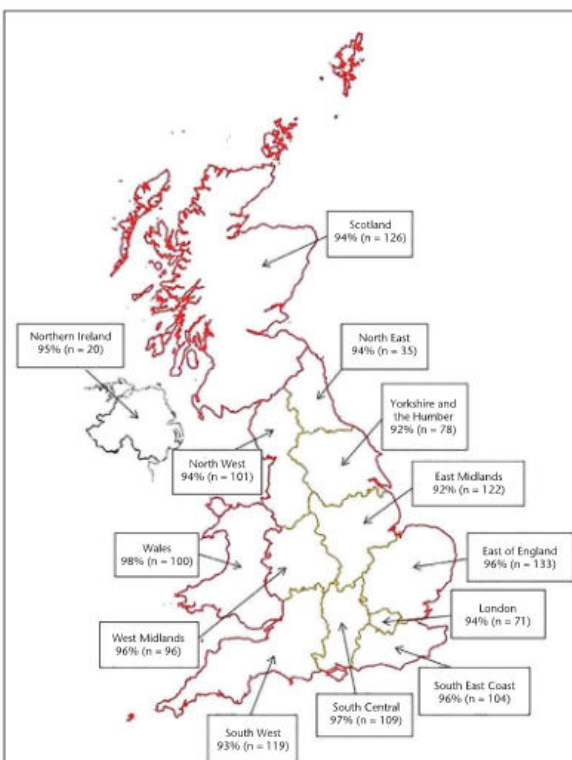 Scotland
94% (n = 126)
Northern Ireland
95% (n = 20)
North East
94% (n = 35)
Yorkshire and
the Humber
92% (n = 78)
North West
94% (n = 101)
East Midlands
92% (n = 122)
Wales
98% (n = 100)
East of England
96% (n = 133)
London
94% (n = 71)
West Midlands
96% (n = 96)
South East Coast
96% (n = 104)
South Central
97% (n = 109)
South West
93% (n = 119)